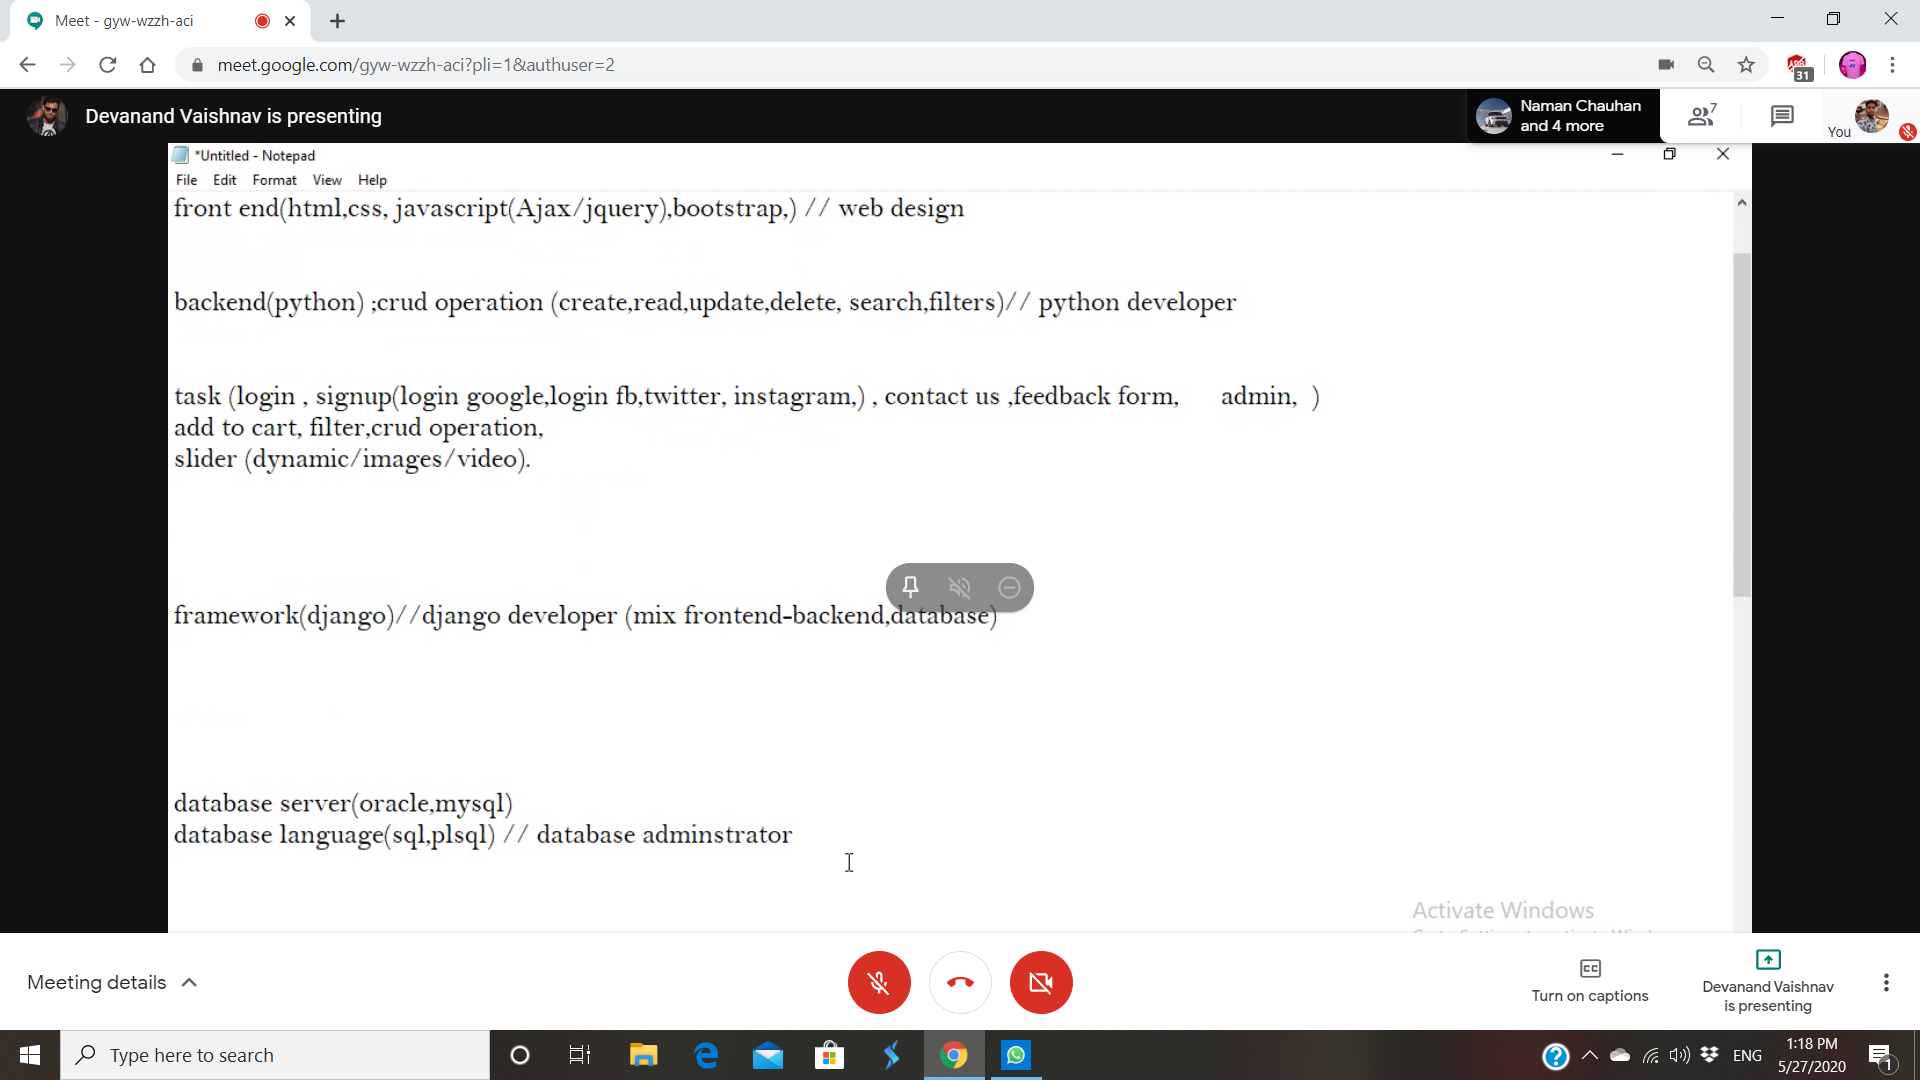 Meet - gyw-wzzh-aci
meet.google.com/gyw-wzzh-aci?pli=1&authuser=2
31
Devanand Vaishnav is presenting
Naman Chauhan
and 4 more
7
You
*Untitled - Notepad
File Edit Format View Help
front end(html,css, javascript(Ajax/jquery),bootstrap,) // web design
backend(python) ;crud operation (create,read,update,delete, search,filters)// python developer
task (login , signup(login google,login fb,twitter, instagram,) , contact us ,feedback form, admin, )
add to cart, filter,crud operation,
slider (dynamic/images/video).
framework(django)//django developer (mix frontend-backend,database)
database server(oracle,mysql)
database language(sql,plsql) // database adminstrator
Activate Windows
Meeting details
CC
Turn on captions
Devanand Vaishnav
is presenting
Type here to search
ENG
1:18 PM
5/27/2020
1